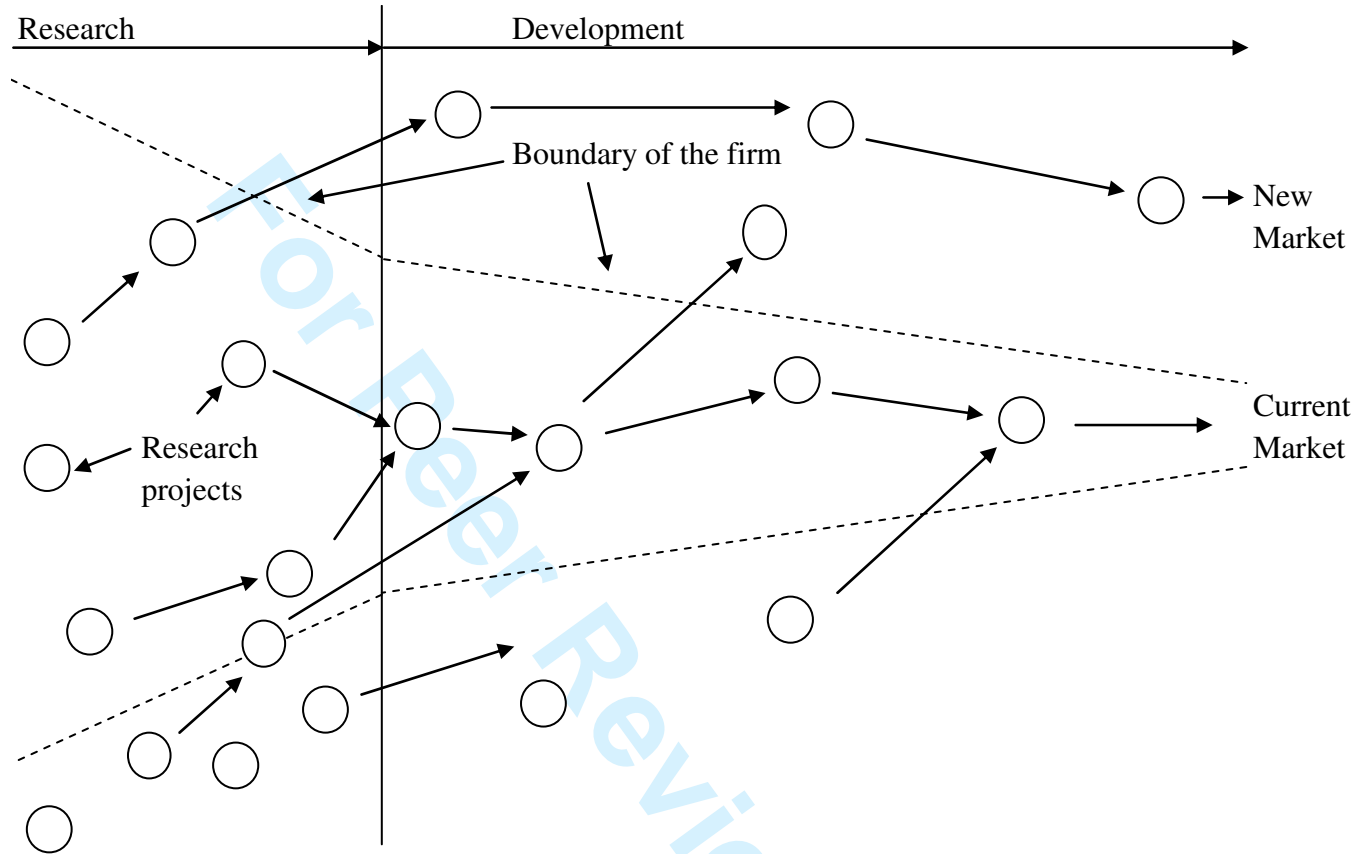 Research
Development
Boundary of the firm
New
Market
Current
Market
Research
projects
For Peer Review